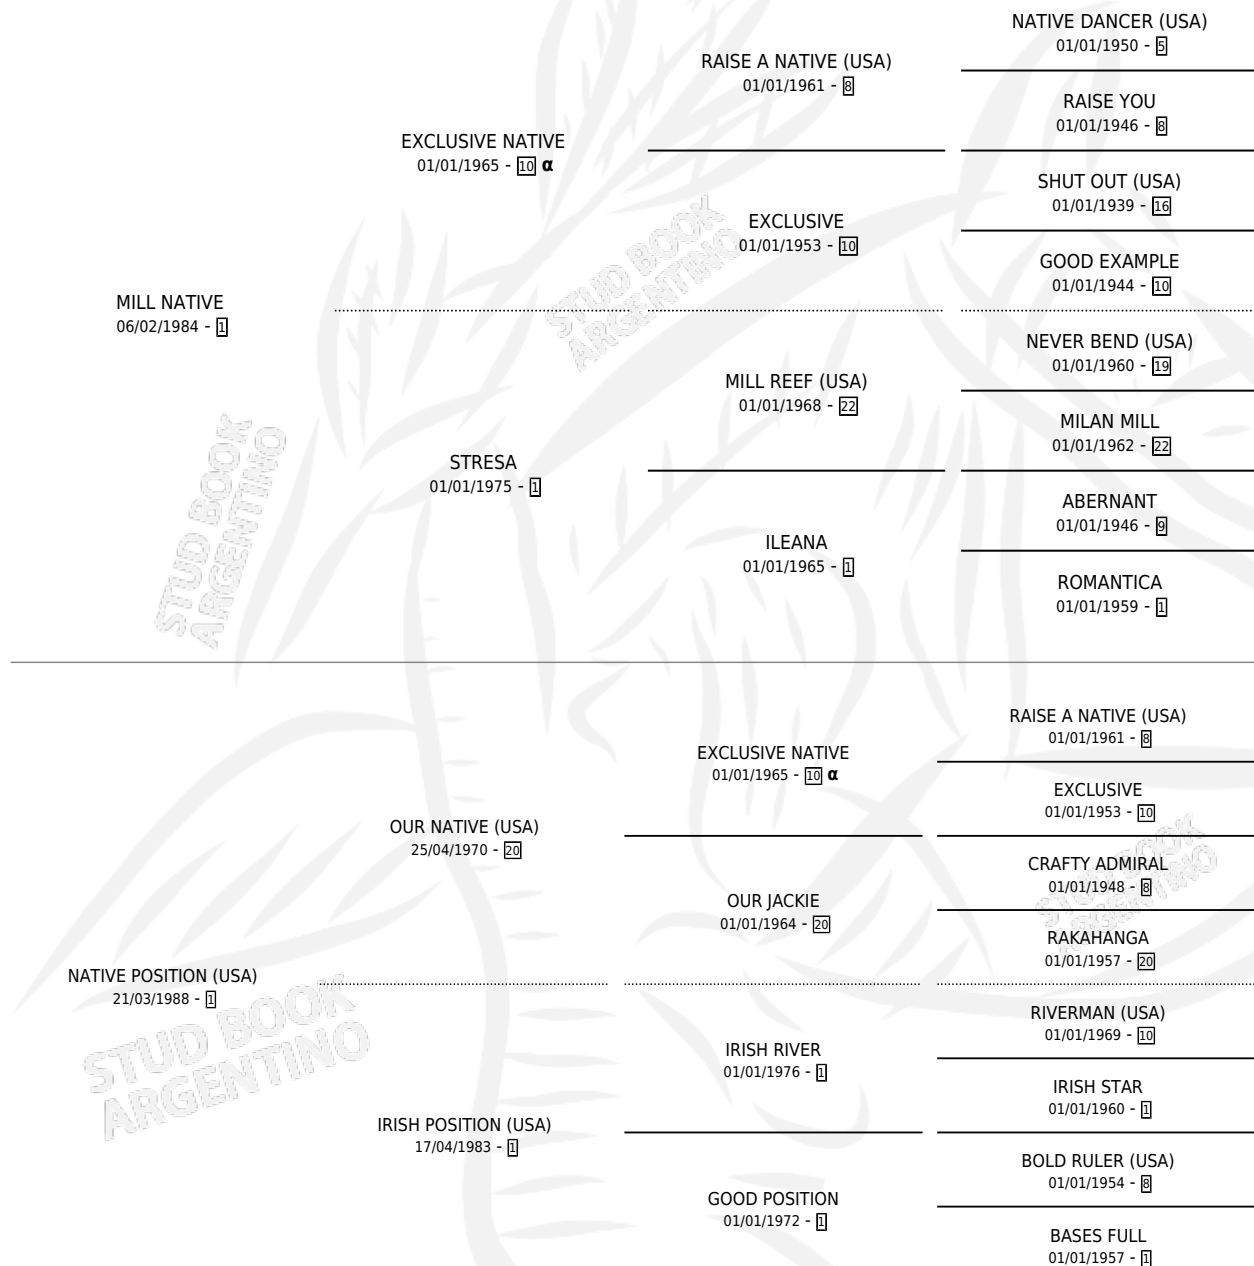 NATIVE DANCER (USA)
01/01/1950 - 5
RAISE A NATIVE (USA)
01/01/1961 - 8
RAISE YOU
01/01/1946 - 8
EXCLUSIVE NATIVE
01/01/1965 - 10 α
SHUT OUT (USA)
01/01/1939 - 16
EXCLUSIVE
01/01/1953 - 10
GOOD EXAMPLE
01/01/1944 - 10
STUD BOOK
ARGENTINO
MILL NATIVE
06/02/1984 - 1
NEVER BEND (USA)
01/01/1960 - 19
MILL REEF (USA)
01/01/1968 - 22
MILAN MILL
01/01/1962 - 22
STRESA
01/01/1975 - 1
ABERNANT
01/01/1946 - 9
ILEANA
01/01/1965 - 1
ROMANTICA
01/01/1959 - 1
STUD BOOK
ARGENTINO
RAISE A NATIVE (USA)
01/01/1961 - 8
EXCLUSIVE NATIVE
01/01/1965 - 10 α
EXCLUSIVE
01/01/1953 - 10
OUR NATIVE (USA)
25/04/1970 - 20
CRAFTY ADMIRAL
01/01/1948 - 8
STUD BOOK
ARGENTINO
OUR JACKIE
01/01/1964 - 20
RAKAHANGA
01/01/1957 - 20
NATIVE POSITION (USA)
21/03/1988 - 1
STUD BOOK
ARGENTINO
RIVERMAN (USA)
01/01/1969 - 10
IRISH RIVER
01/01/1976 - 1
IRISH STAR
01/01/1960 - 1
IRISH POSITION (USA)
17/04/1983 - 1
BOLD RULER (USA)
01/01/1954 - 8
GOOD POSITION
01/01/1972 - 1
BASES FULL
01/01/1957 - 1